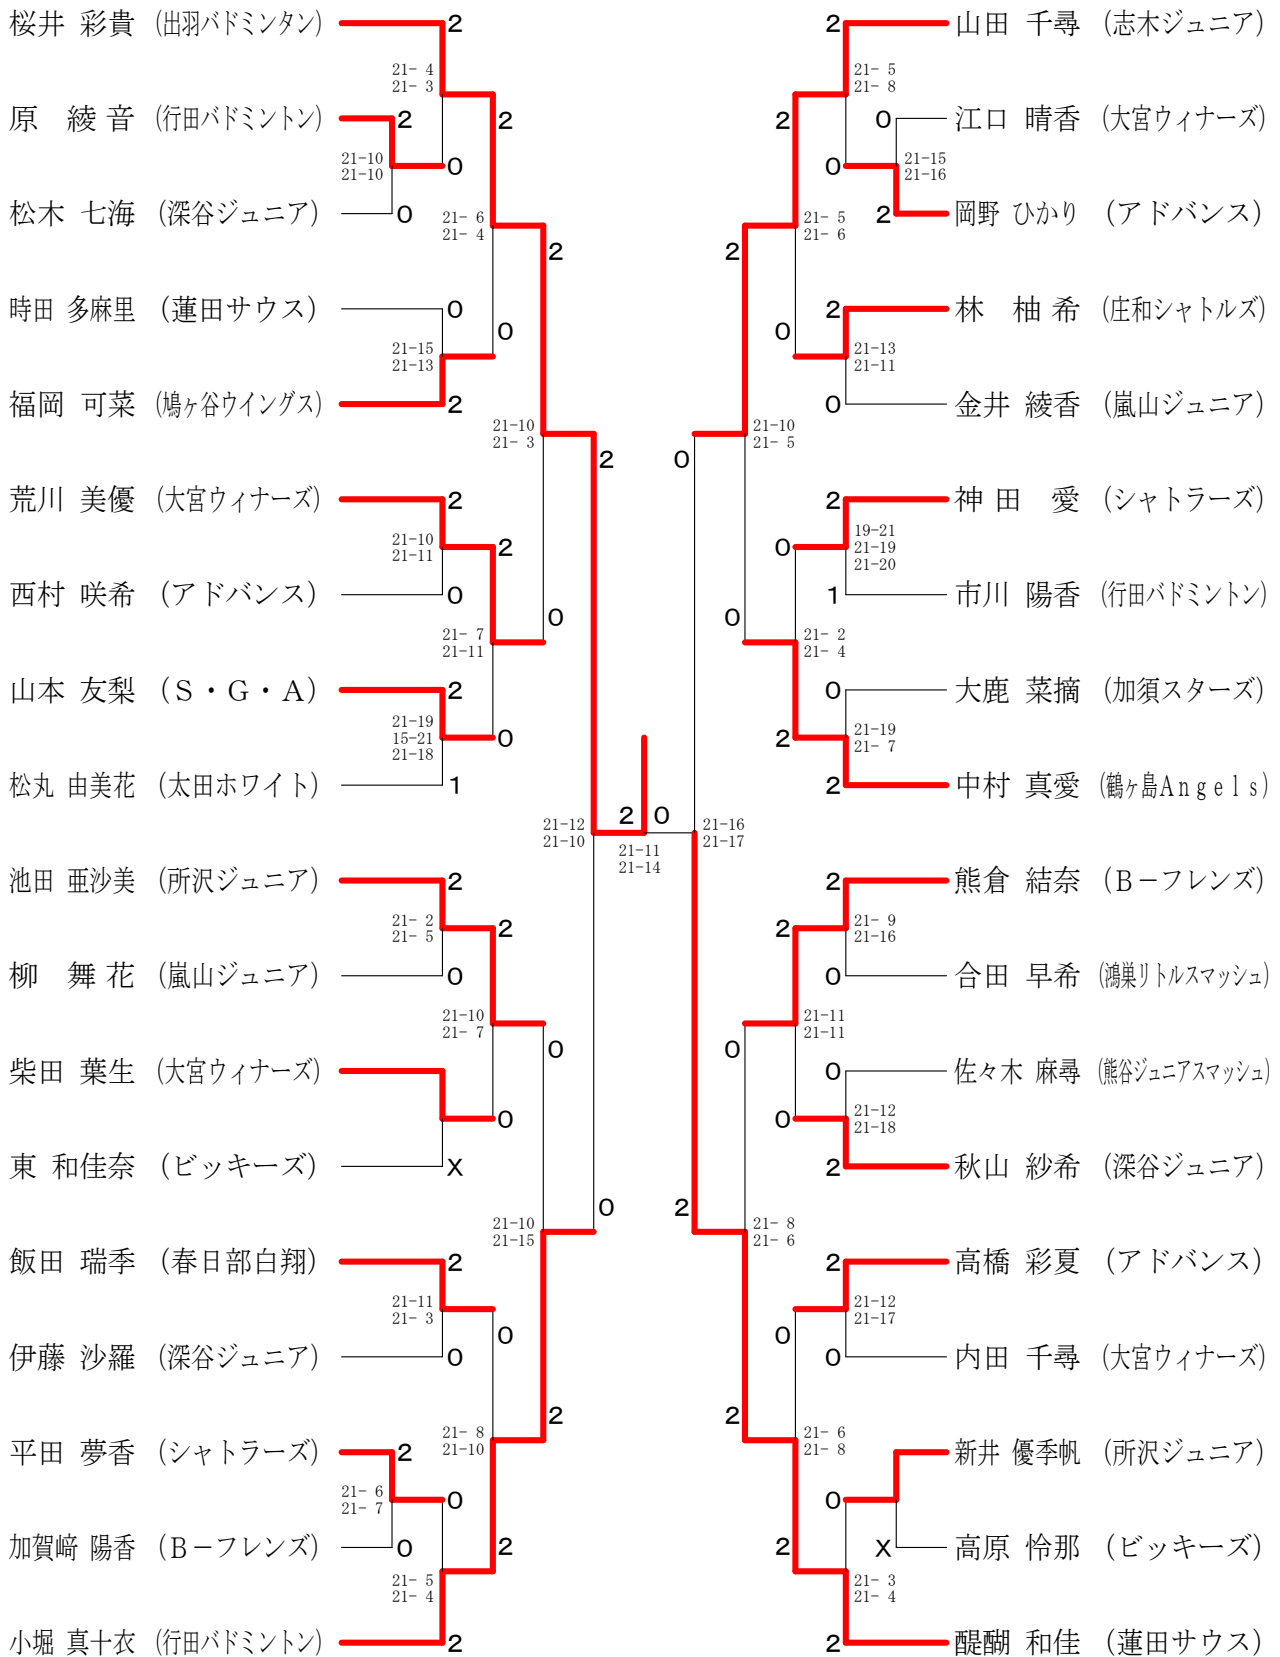 桜井 彩貴 (出羽バドミンタン) 2
21- 4
21- 3
原 綾音 (行田バドミントン) 2
2
21-10
21-10
0
松木 七海 (深谷ジュニア) 0
21- 6
21- 4
2
時田 多麻里 (蓮田サウス) 0
0
21-15
21-13
福岡 可菜 (鳩ヶ谷ウイングス) 2
21-10
21- 3
2
荒川 美優 (大宮ウィナーズ) 2
21-10
21-11
2
西村 咲希 (アドバンス) 0
0
21- 7
21-11
山本 友梨 (S・G・A) 2
21-19
15-21
21-18
0
松丸 由美花 (太田ホワイト) 1
21-12
21-10
2 0
21-11
21-14
池田 亜沙美 (所沢ジュニア) 2
21- 2
21- 5
2
柳 舞花 (嵐山ジュニア) 0
21-10
21- 7
0
柴田 葉生 (大宮ウィナーズ)
0
東 和佳奈 (ビッキーズ) X
0
21-10
21-15
飯田 瑞季 (春日部白翔) 2
21-11
21- 3
0
伊藤 沙羅 (深谷ジュニア) 0
2
21- 8
21-10
平田 夢香 (シャトラーズ) 2
21- 6
21- 7
0
加賀﨑 陽香 (B－フレンズ) 0
2
21- 5
21- 4
小堀 真十衣 (行田バドミントン) 2
2 山田 千尋 (志木ジュニア)
21- 5
21- 8
2
0 江口 晴香 (大宮ウィナーズ)
0
21-15
21-16
2 岡野 ひかり (アドバンス)
21- 5
21- 6
2
2 林 柚希 (庄和シャトルズ)
0
21-13
21-11
0 金井 綾香 (嵐山ジュニア)
21-10
21- 5
0
2 神田 愛 (シャトラーズ)
19-21
21-19
21-20
0
1 市川 陽香 (行田バドミントン)
0
21- 2
21- 4
0 大鹿 菜摘 (加須スターズ)
21-19
21- 7
2
2 中村 真愛 (鶴ヶ島Angels)
21-16
21-17
2 熊倉 結奈 (B－フレンズ)
21- 9
21-16
2
0 合田 早希 (鴻巣リトルスマッシュ)
21-11
21-11
0
0 佐々木 麻尋 (熊谷ジュニアスマッシュ)
21-12
21-18
0
2 秋山 紗希 (深谷ジュニア)
2
21- 8
21- 6
2 高橋 彩夏 (アドバンス)
21-12
21-17
0
0 内田 千尋 (大宮ウィナーズ)
2
21- 6
21- 8
新井 優季帆 (所沢ジュニア)
0
X 高原 怜那 (ビッキーズ)
2
21- 3
21- 4
2 醍醐 和佳 (蓮田サウス)